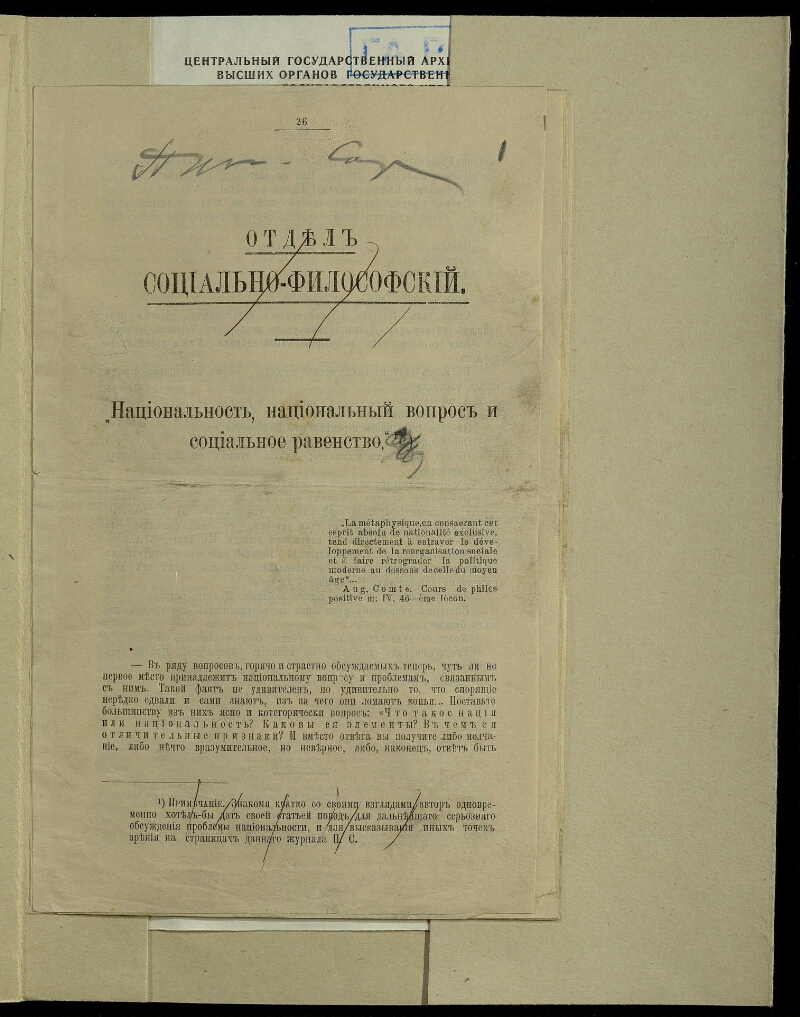 ЦЕНТРАЛЬНЫЙ ГОСУДАРСТВЕННЫЙ АРХИ
ВЫСШИХ ОРГАНОВ ГОСУДАРСТВЕНН
26
ОТДѢЛЪ
СОЦІАЛЬНО-ФИЛОСОФСКІЙ.
„Національность, національный вопросъ и
соціальное равенство,“
„La métaphysique,en consacrant cet
esprit absolu de nationalité exclusive,
tend directement à entraver le déve-
loppement de la reorganisation sociale
et à faire rétrograder la politique
moderne au dessous decelle du moyen
âge“...
Aug. Comte. Cours de philos
positive m. IV. 46—ème lécon.
— Въ ряду вопросовъ, горячо и страстно обсуждаемыхъ теперь, чуть ли не
первое мѣсто принадлежитъ національному вопросу и проблемамъ, связаннымъ
съ нимъ. Такой фактъ не удивителенъ, но удивительно то, что спорящіе
нерѣдко едвали и сами знаютъ, изъ за чего они ломаютъ копья... Поставьте
большинству изъ нихъ ясно и категорически вопросъ: «Что такое нація
или національность? Каковы ея элементы? Въ чемъ ея
отличительные признаки? И вмѣсто отвѣта вы получите либо молча-
ніе, либо нѣчто вразумительное, но невѣрное, либо, наконецъ, отвѣтъ быть
¹) Примѣчаніе. Знакомя кратко со своими взглядами авторъ одновре-
менно хотѣлъ-бы дать своей статьей поводъ для дальнѣйшаго серьознаго
обсужденія проблемы національности, и для высказыванія иныхъ точекъ
зрѣнія на страницахъ даннаго журнала П. С.